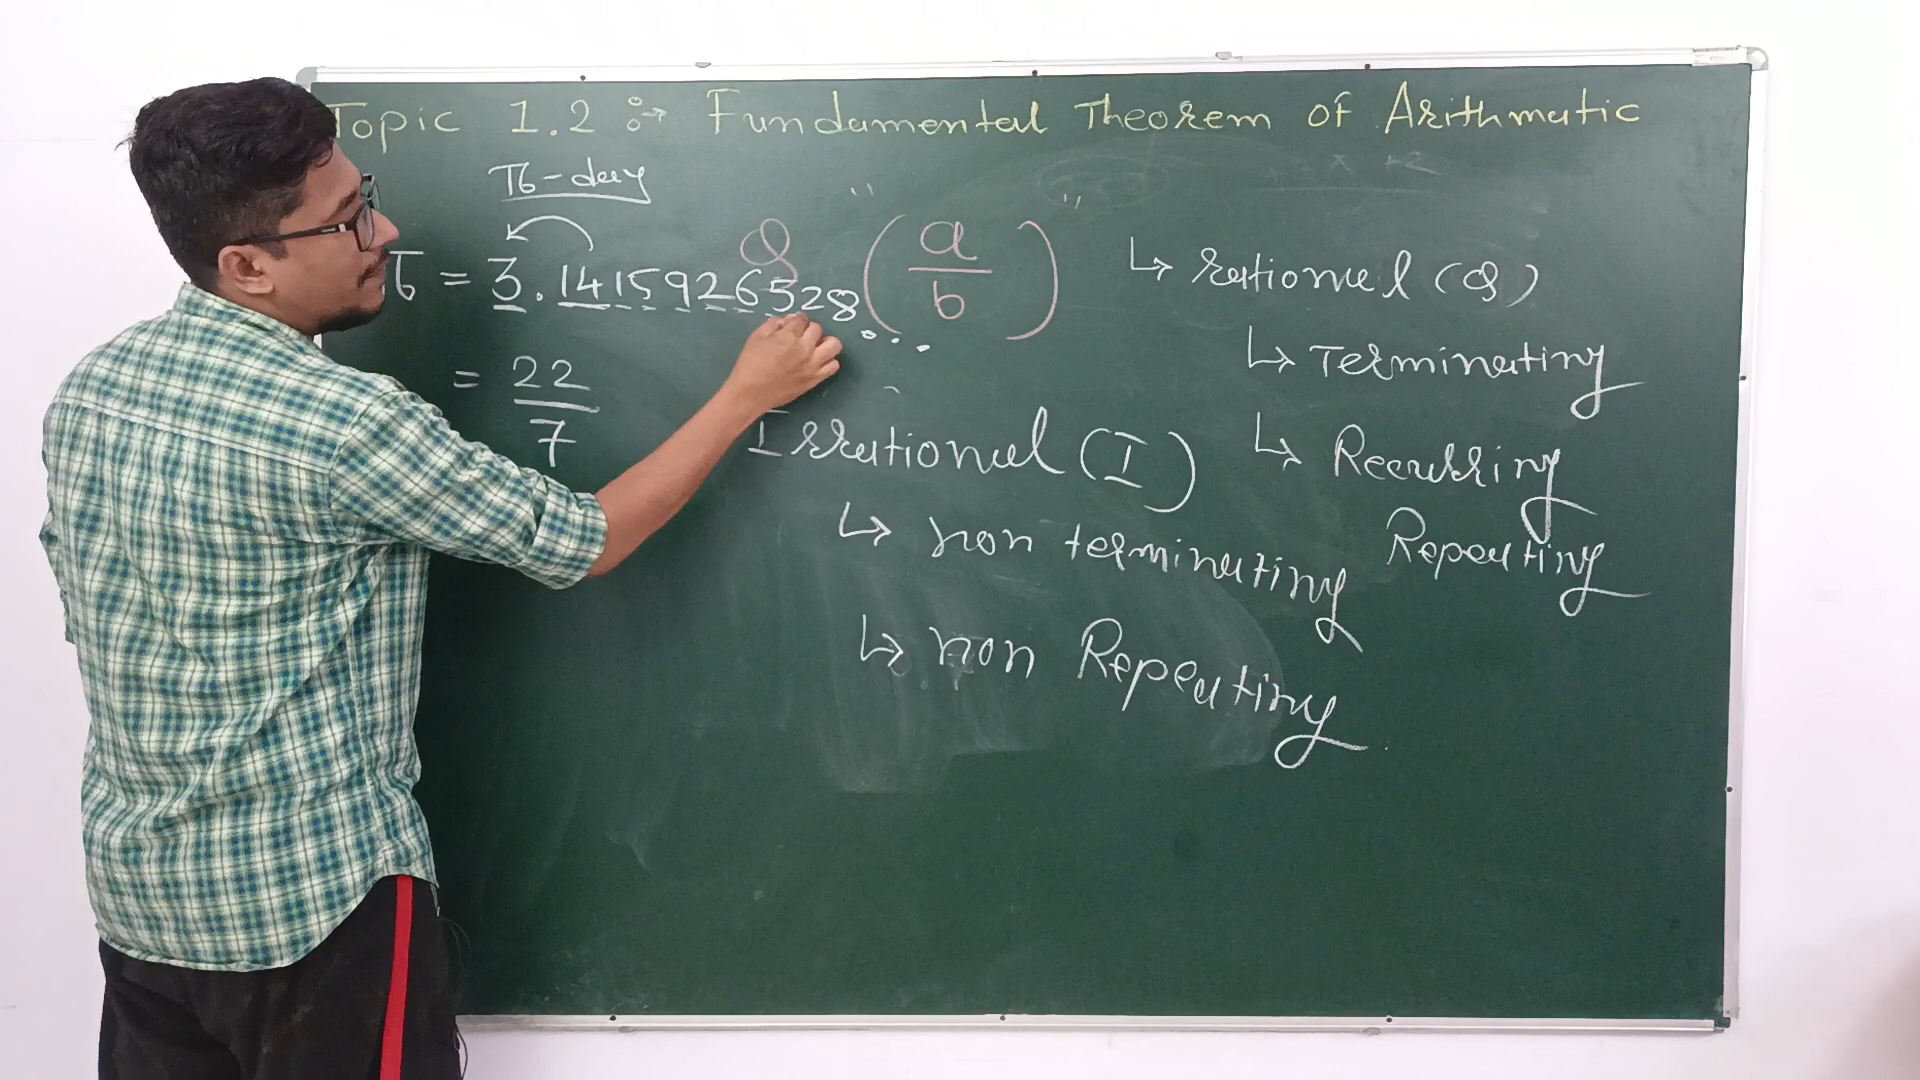 Topic 1.2 :→ Fundamental Theorem of Arithmatic
π-day
π = 3.1415926528...
= 22/7
Q " ( a/b ) "
↳ rational (Q)
↳ Terminating
↳ Recurring
Repeating
Irrational (I)
↳ non terminating
↳ non Repeating